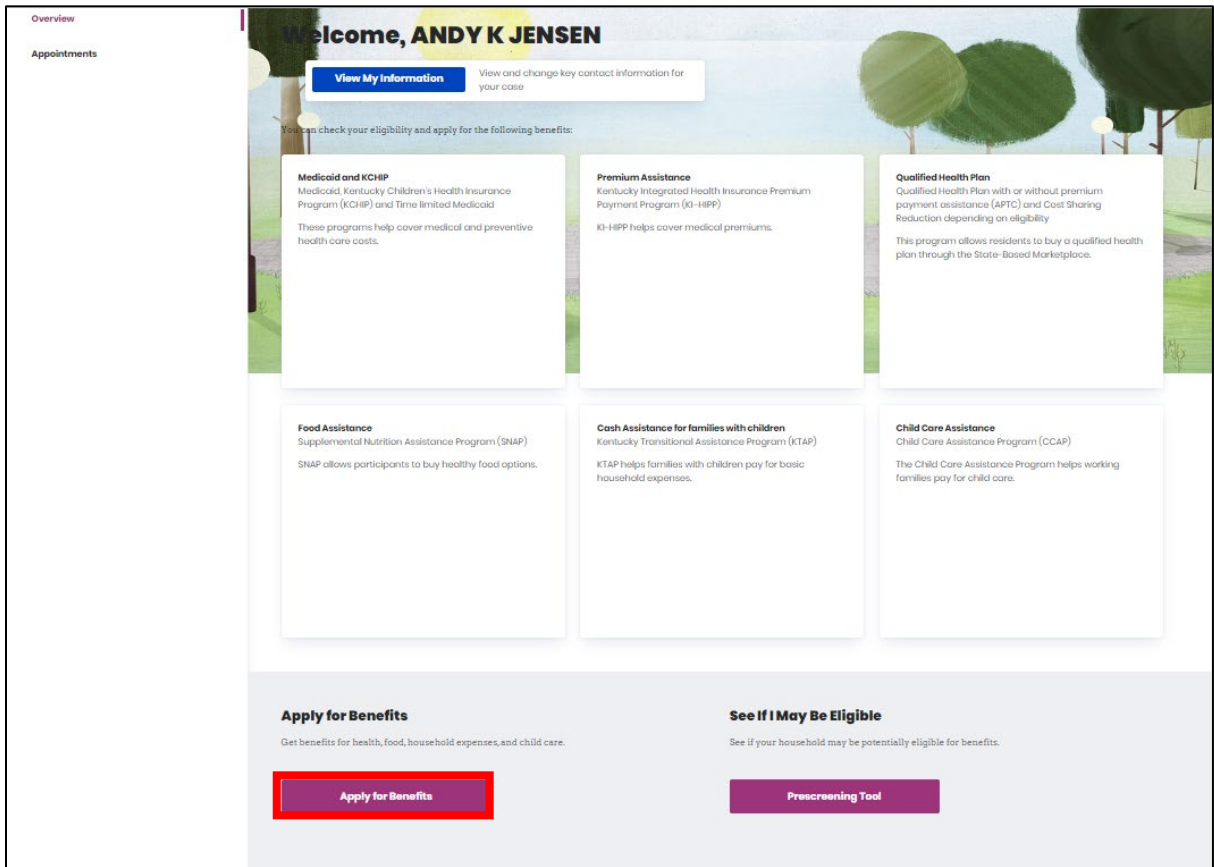 Overview
Appointments
Welcome, ANDY K JENSEN
View My Information
View and change key contact information for
your case
You can check your eligibility and apply for the following benefits:
Medicaid and KCHIP
Medicaid, Kentucky Children's Health Insurance
Program (KCHIP) and Time limited Medicaid
These programs help cover medical and preventive
health care costs.
Premium Assistance
Kentucky Integrated Health Insurance Premium
Payment Program (KI-HIPP)
KI-HIPP helps cover medical premiums.
Qualified Health Plan
Qualified Health Plan with or without premium
payment assistance (APTC) and Cost Sharing
Reduction depending on eligibility
This program allows residents to buy a qualified health
plan through the State-Based Marketplace.
Food Assistance
Supplemental Nutrition Assistance Program (SNAP)
SNAP allows participants to buy healthy food options.
Cash Assistance for families with children
Kentucky Transitional Assistance Program (KTAP)
KTAP helps families with children pay for basic
household expenses.
Child Care Assistance
Child Care Assistance Program (CCAP)
The Child Care Assistance Program helps working
families pay for child care.
Apply for Benefits
Get benefits for health, food, household expenses, and child care.
Apply for Benefits
See If I May Be Eligible
See if your household may be potentially eligible for benefits.
Prescreening Tool